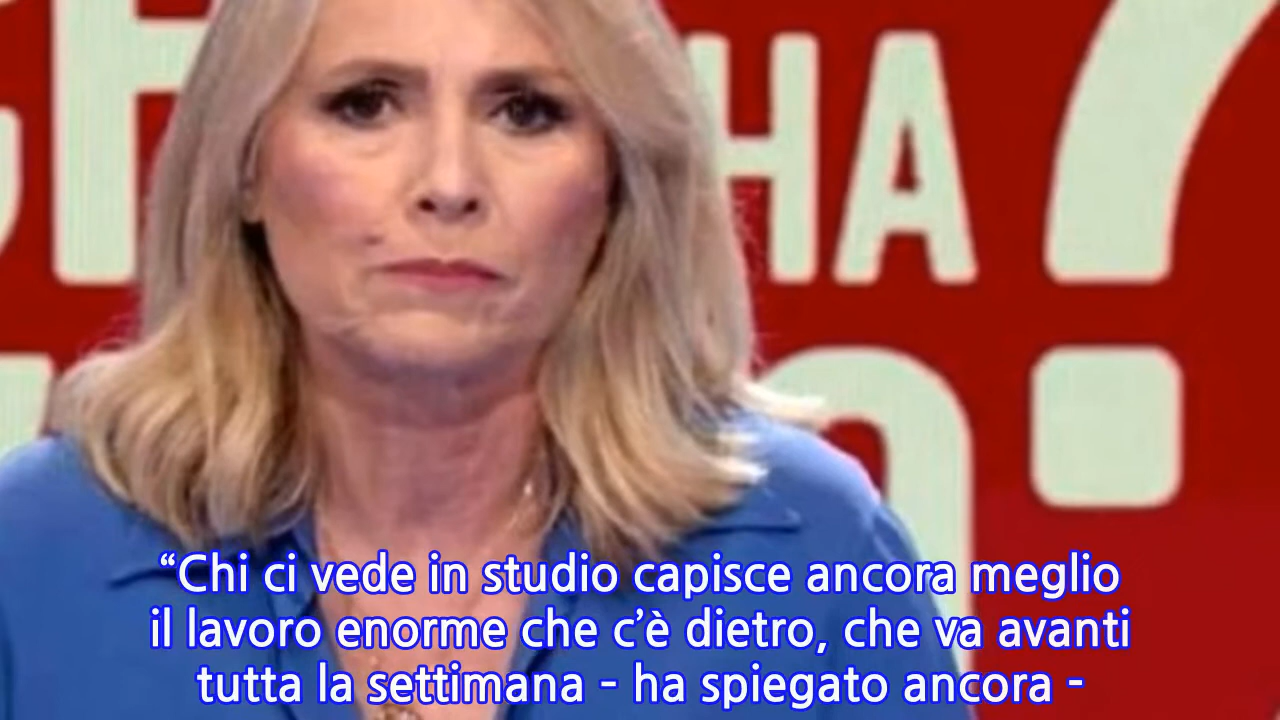 HA?
“Chi ci vede in studio capisce ancora meglio
il lavoro enorme che c’è dietro, che va avanti
tutta la settimana - ha spiegato ancora -